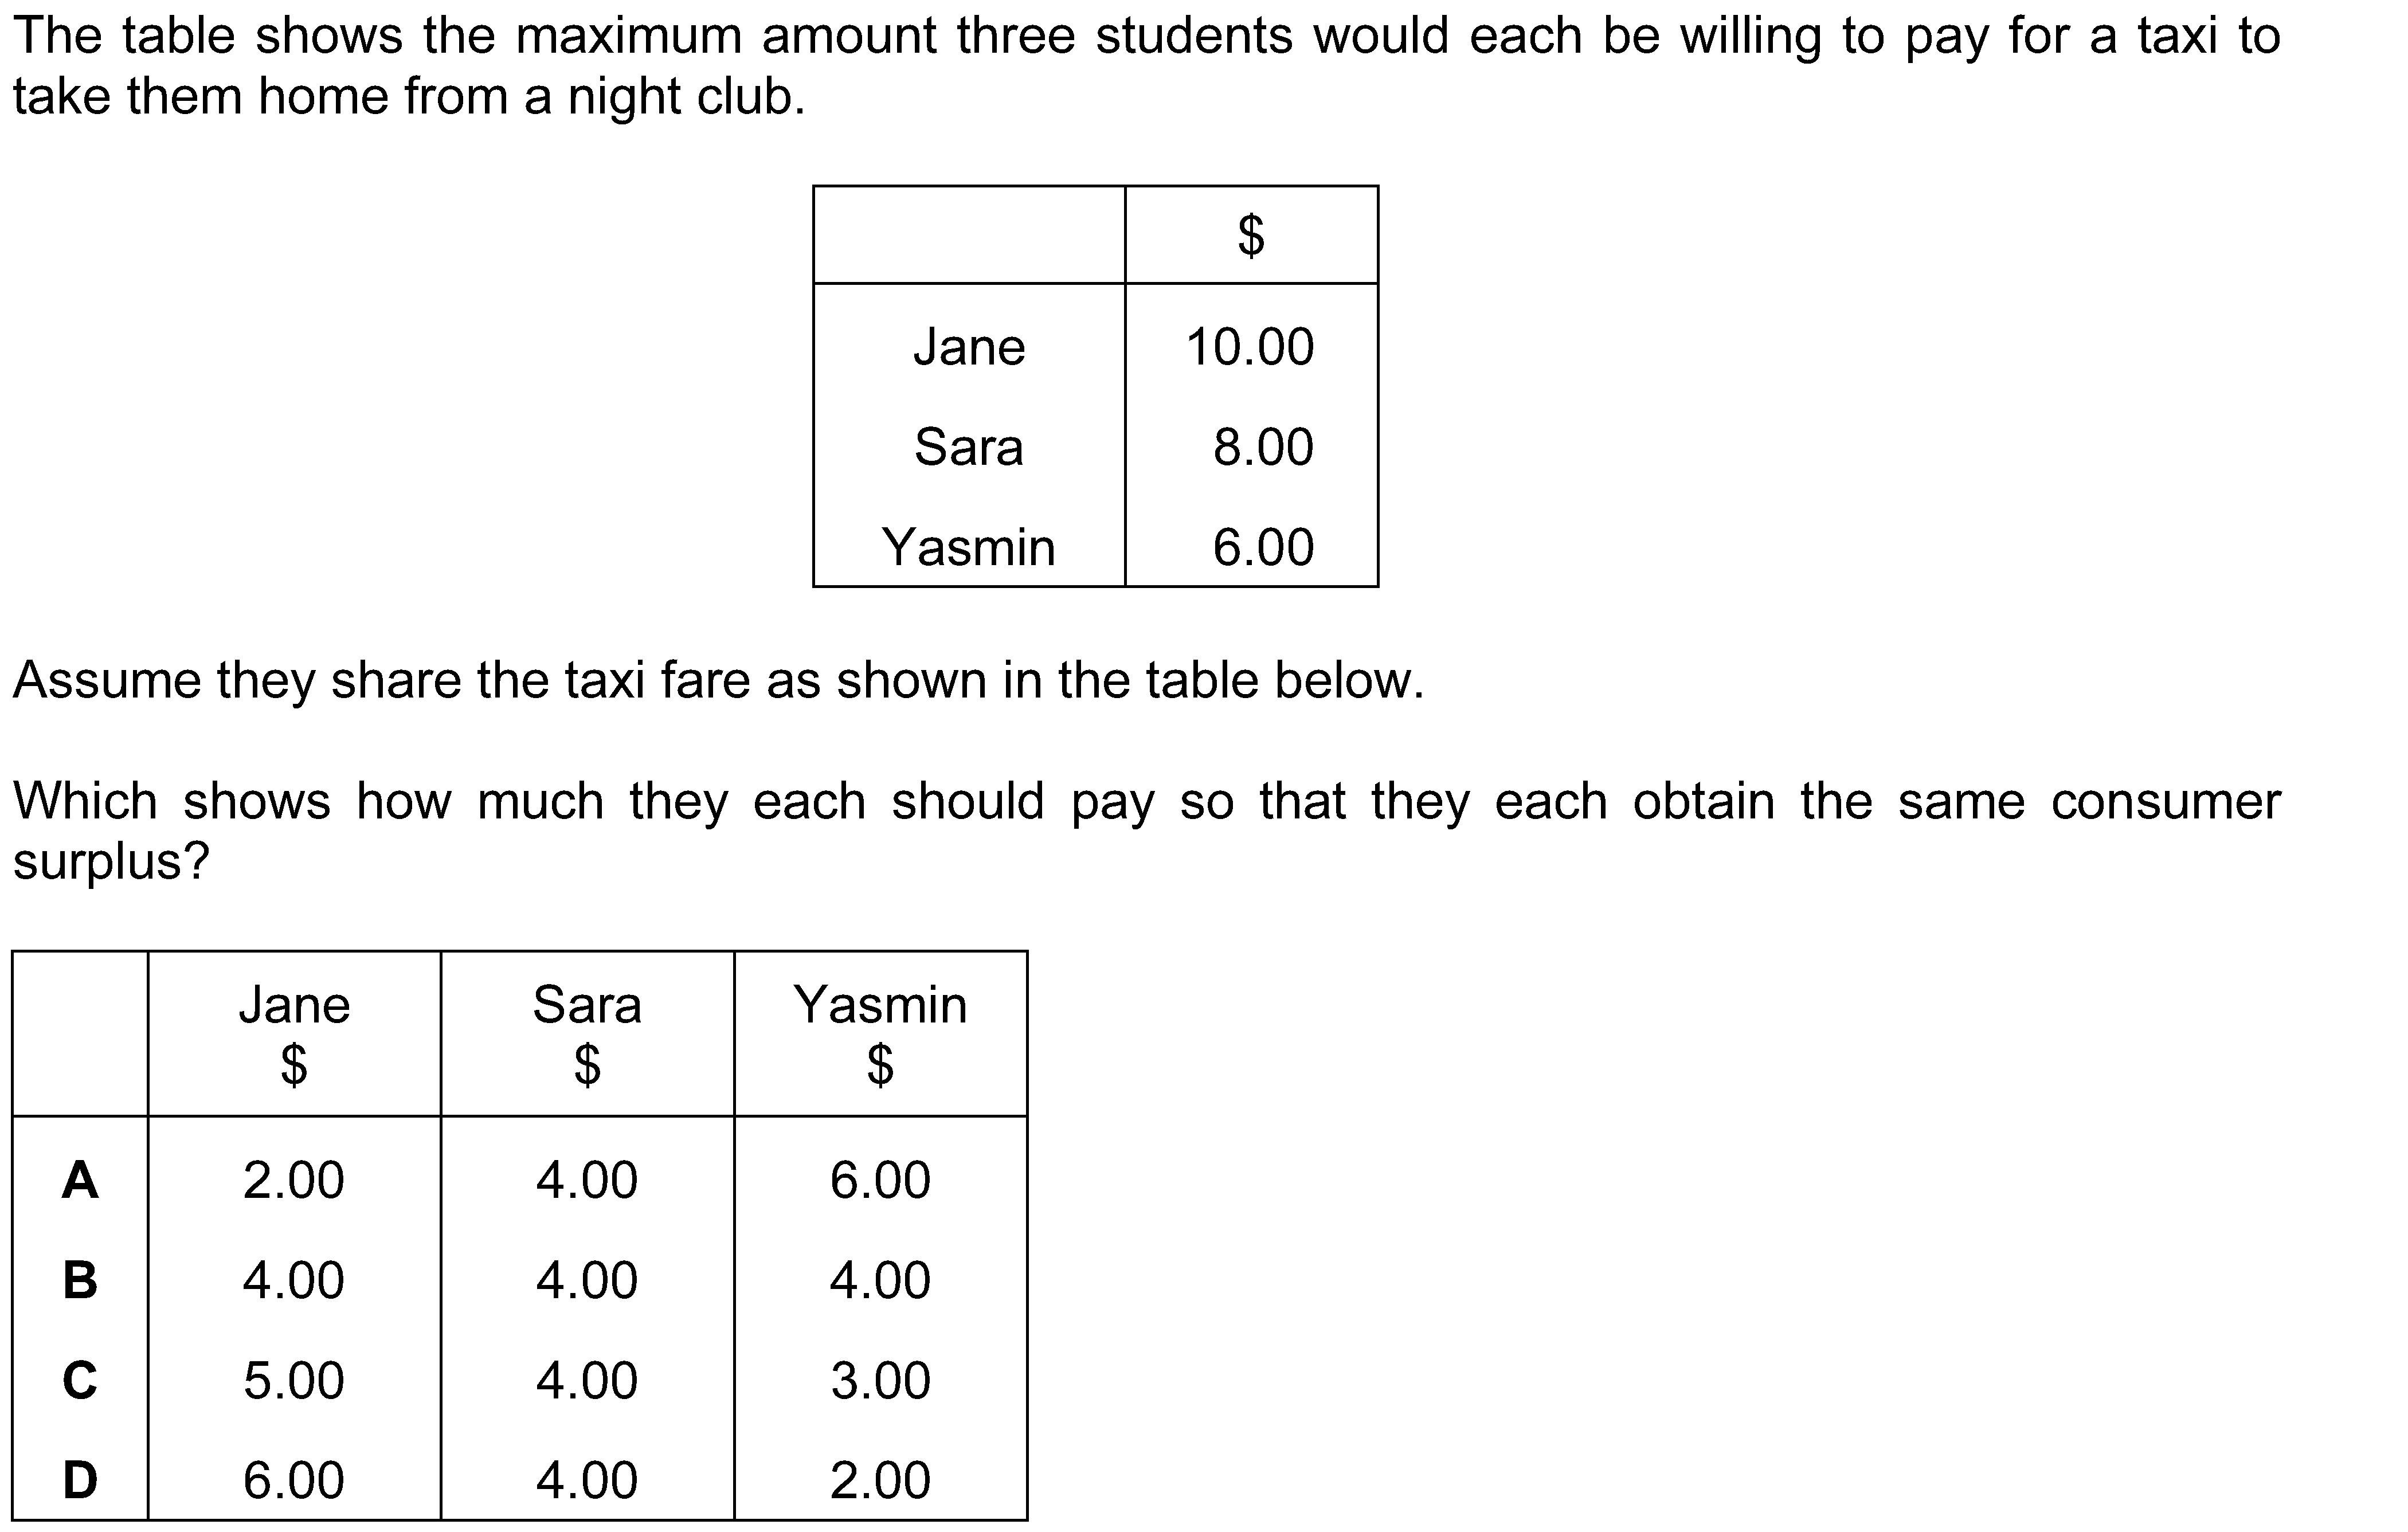 The table shows the maximum amount three students would each be willing to pay for a taxi to
take them home from a night club.
$
Jane 10.00
Sara 8.00
Yasmin 6.00
Assume they share the taxi fare as shown in the table below.
Which shows how much they each should pay so that they each obtain the same consumer
surplus?
Jane Sara Yasmin
$ $ $
A 2.00 4.00 6.00
B 4.00 4.00 4.00
C 5.00 4.00 3.00
D 6.00 4.00 2.00